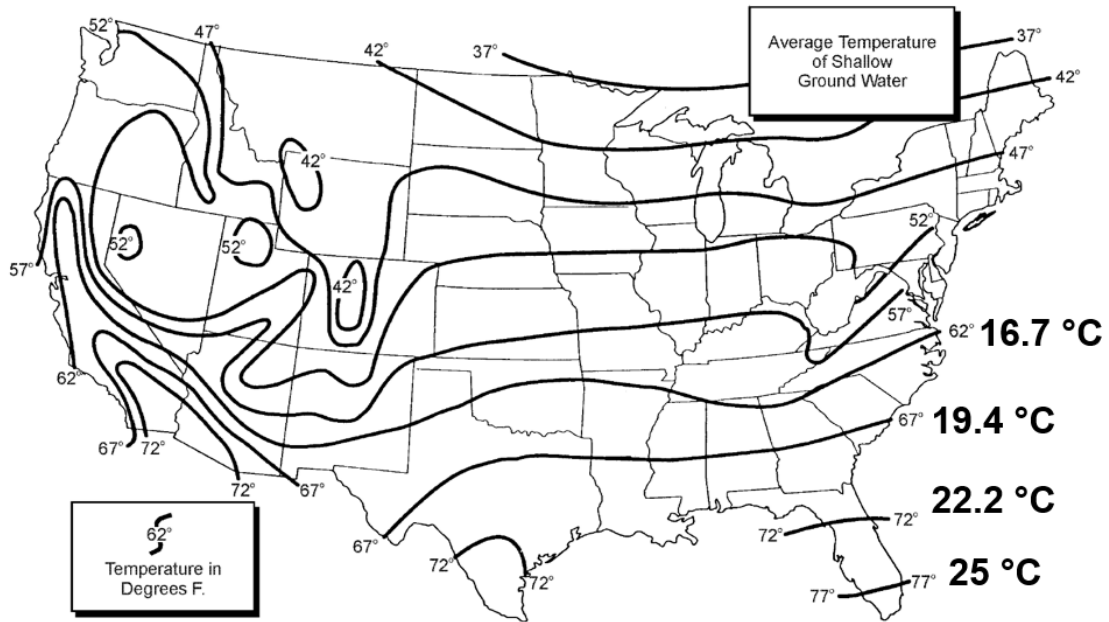 52°
47°
42°
37°
Average Temperature
of Shallow
Ground Water
37°
42°
47°
42°
52°
52°
52°
42°
57°
57°
62° 16.7 °C
62°
67° 19.4 °C
67° 72°
72°
67°
22.2 °C
72°
72°
67°
72°
72°
25 °C
77°
77°
62°
Temperature in
Degrees F.